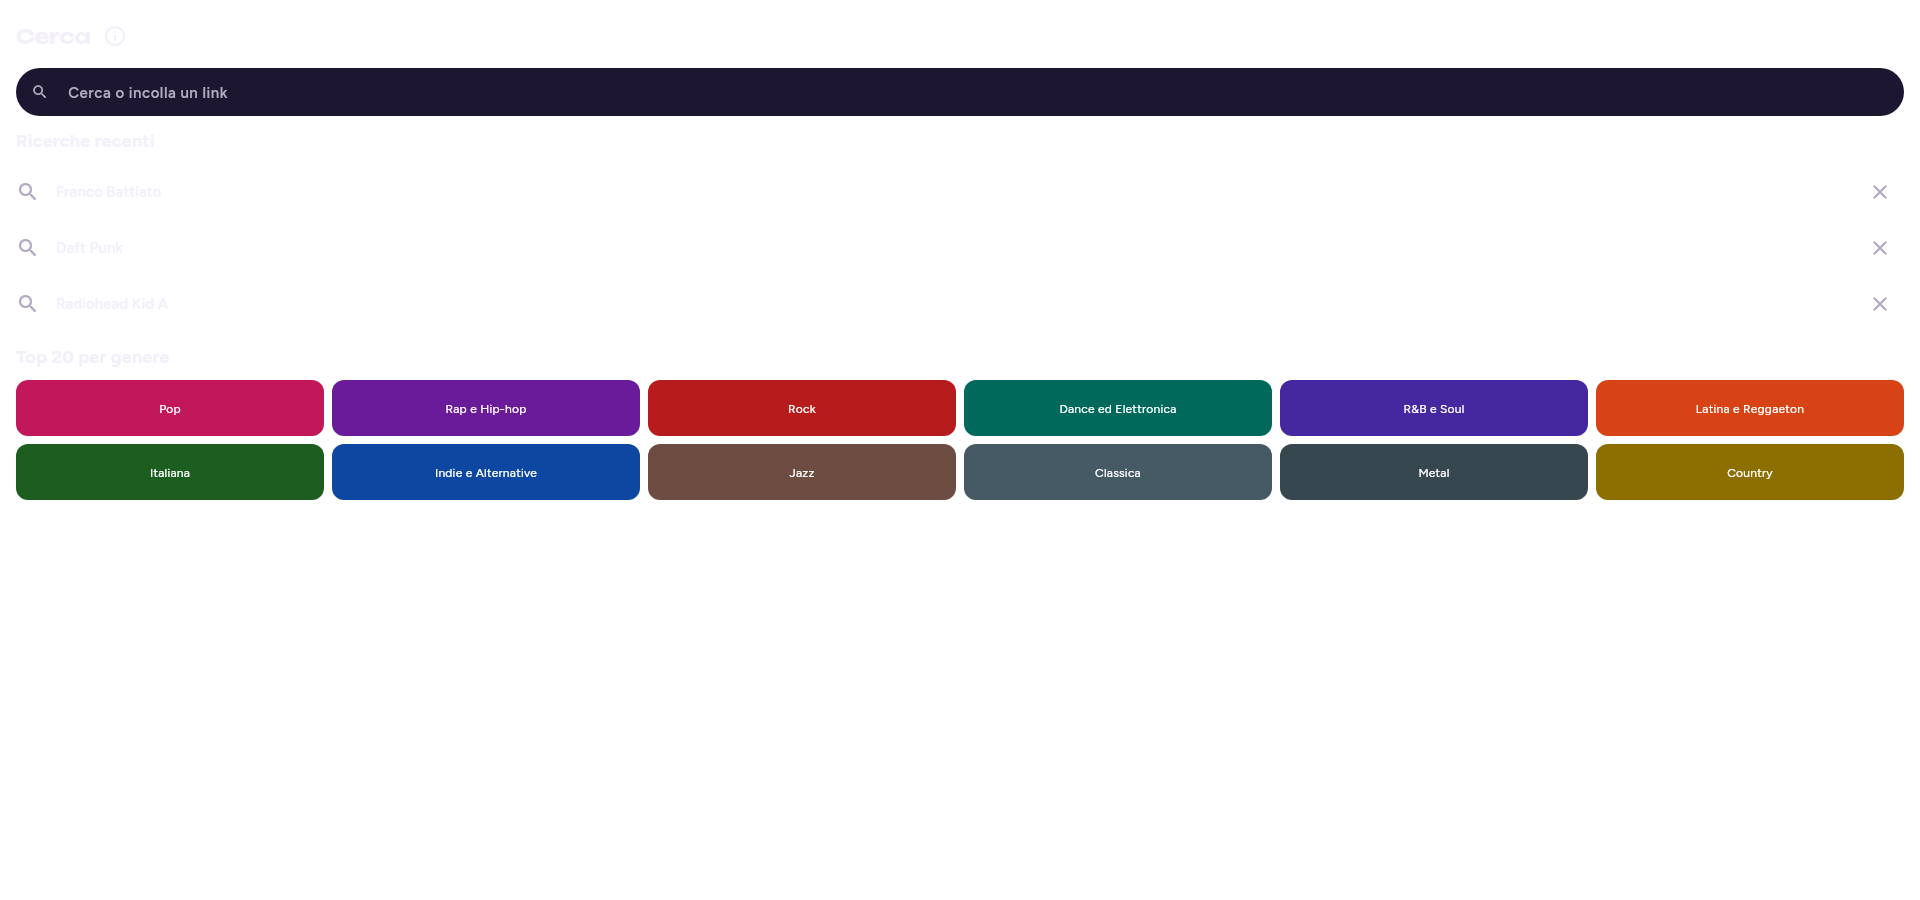 Cerca
Cerca o incolla un link
Ricerche recenti
Franco Battiato
Daft Punk
Radiohead Kid A
Top 20 per genere
Pop
Rap e Hip-hop
Rock
Dance ed Elettronica
R&B e Soul
Latina e Reggaeton
Italiana
Indie e Alternative
Jazz
Classica
Metal
Country